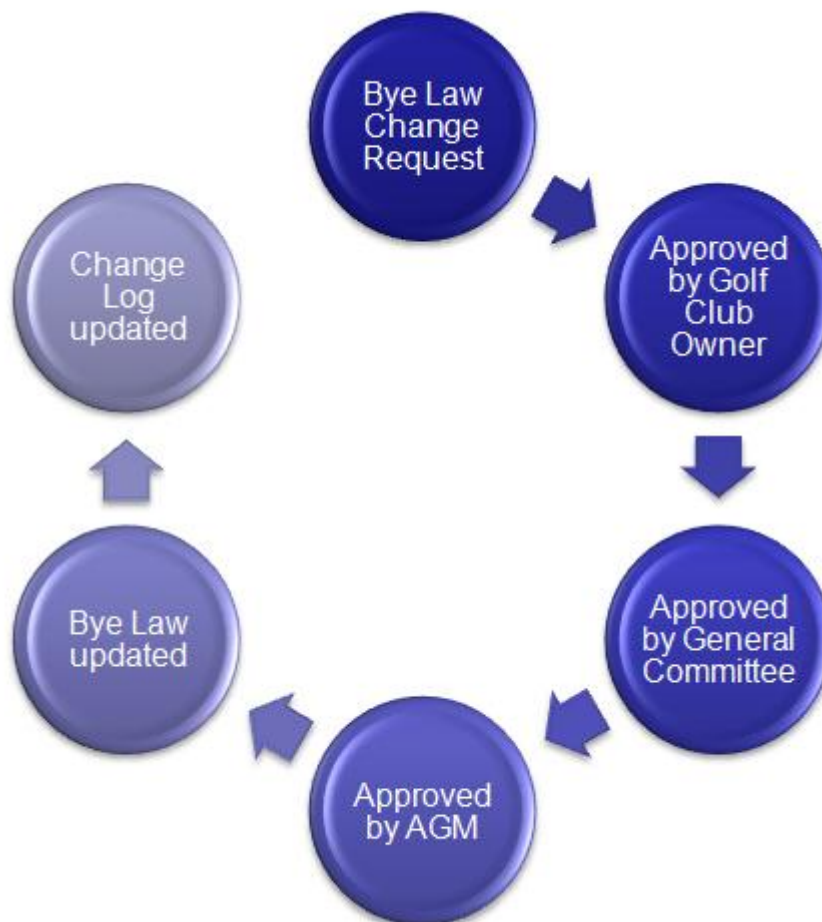 Bye Law
Change
Request
Approved
by Golf
Club
Owner
Approved
by General
Committee
Approved
by AGM
Bye Law
updated
Change
Log
updated